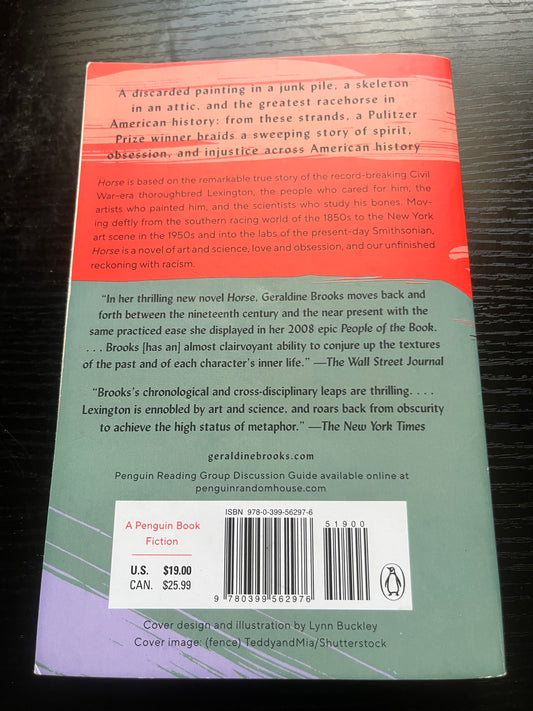 A discarded painting in a junk pile, a skeleton
in an attic, and the greatest racehorse in
American history: from these strands, a Pulitzer
Prize winner braids a sweeping story of spirit,
obsession, and injustice across American history
Horse is based on the remarkable true story of the record-breaking Civil
War–era thoroughbred Lexington, the people who cared for him, the
artists who painted him, and the scientists who study his bones. Mov-
ing deftly from the southern racing world of the 1850s to the New York
art scene in the 1950s and into the labs of the present-day Smithsonian,
Horse is a novel of art and science, love and obsession, and our unfinished
reckoning with racism.
“In her thrilling new novel Horse, Geraldine Brooks moves back and
forth between the nineteenth century and the near present with the
same practiced ease she displayed in her 2008 epic People of the Book.
. . . Brooks [has an] almost clairvoyant ability to conjure up the textures
of the past and of each character’s inner life.” —The Wall Street Journal
“Brooks’s chronological and cross-disciplinary leaps are thrilling. . . .
Lexington is ennobled by art and science, and roars back from obscurity
to achieve the high status of metaphor.” —The New York Times
geraldinebrooks.com
Penguin Reading Group Discussion Guide available online at
penguinrandomhouse.com
A Penguin Book
Fiction
U.S. $19.00
CAN. $25.99
ISBN 978-0-399-56297-6
51900
9 780399 562976
Cover design and illustration by Lynn Buckley
Cover image: (fence) TeddyandMia/Shutterstock